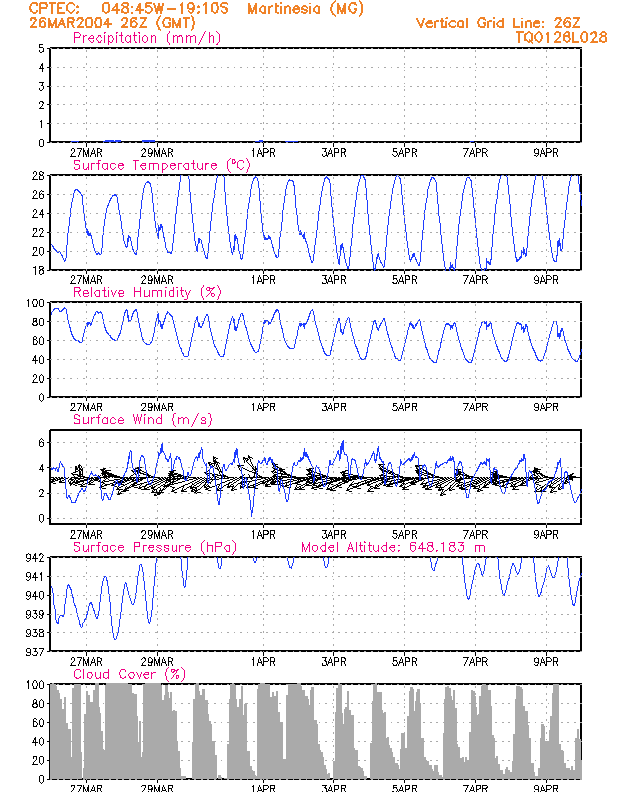 CPTEC: 048:45W-19:10S Martinesia (MG)
26MAR2004 26Z (GMT) Vertical Grid Line: 26Z
Precipitation (mm/h) TQ0126L028
5
4
3
2
1
0
27MAR 29MAR 1APR 3APR 5APR 7APR 9APR
Surface Temperature (ºC)
28
26
24
22
20
18
27MAR 29MAR 1APR 3APR 5APR 7APR 9APR
Relative Humidity (%)
100
80
60
40
20
0
27MAR 29MAR 1APR 3APR 5APR 7APR 9APR
Surface Wind (m/s)
6
4
2
0
27MAR 29MAR 1APR 3APR 5APR 7APR 9APR
Surface Pressure (hPa) Model Altitude: 648.183 m
942
941
940
939
938
937
27MAR 29MAR 1APR 3APR 5APR 7APR 9APR
Cloud Cover (%)
100
80
60
40
20
0
27MAR 29MAR 1APR 3APR 5APR 7APR 9APR